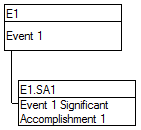 E1
Event 1
E1.SA1
Event 1 Significant
Accomplishment 1